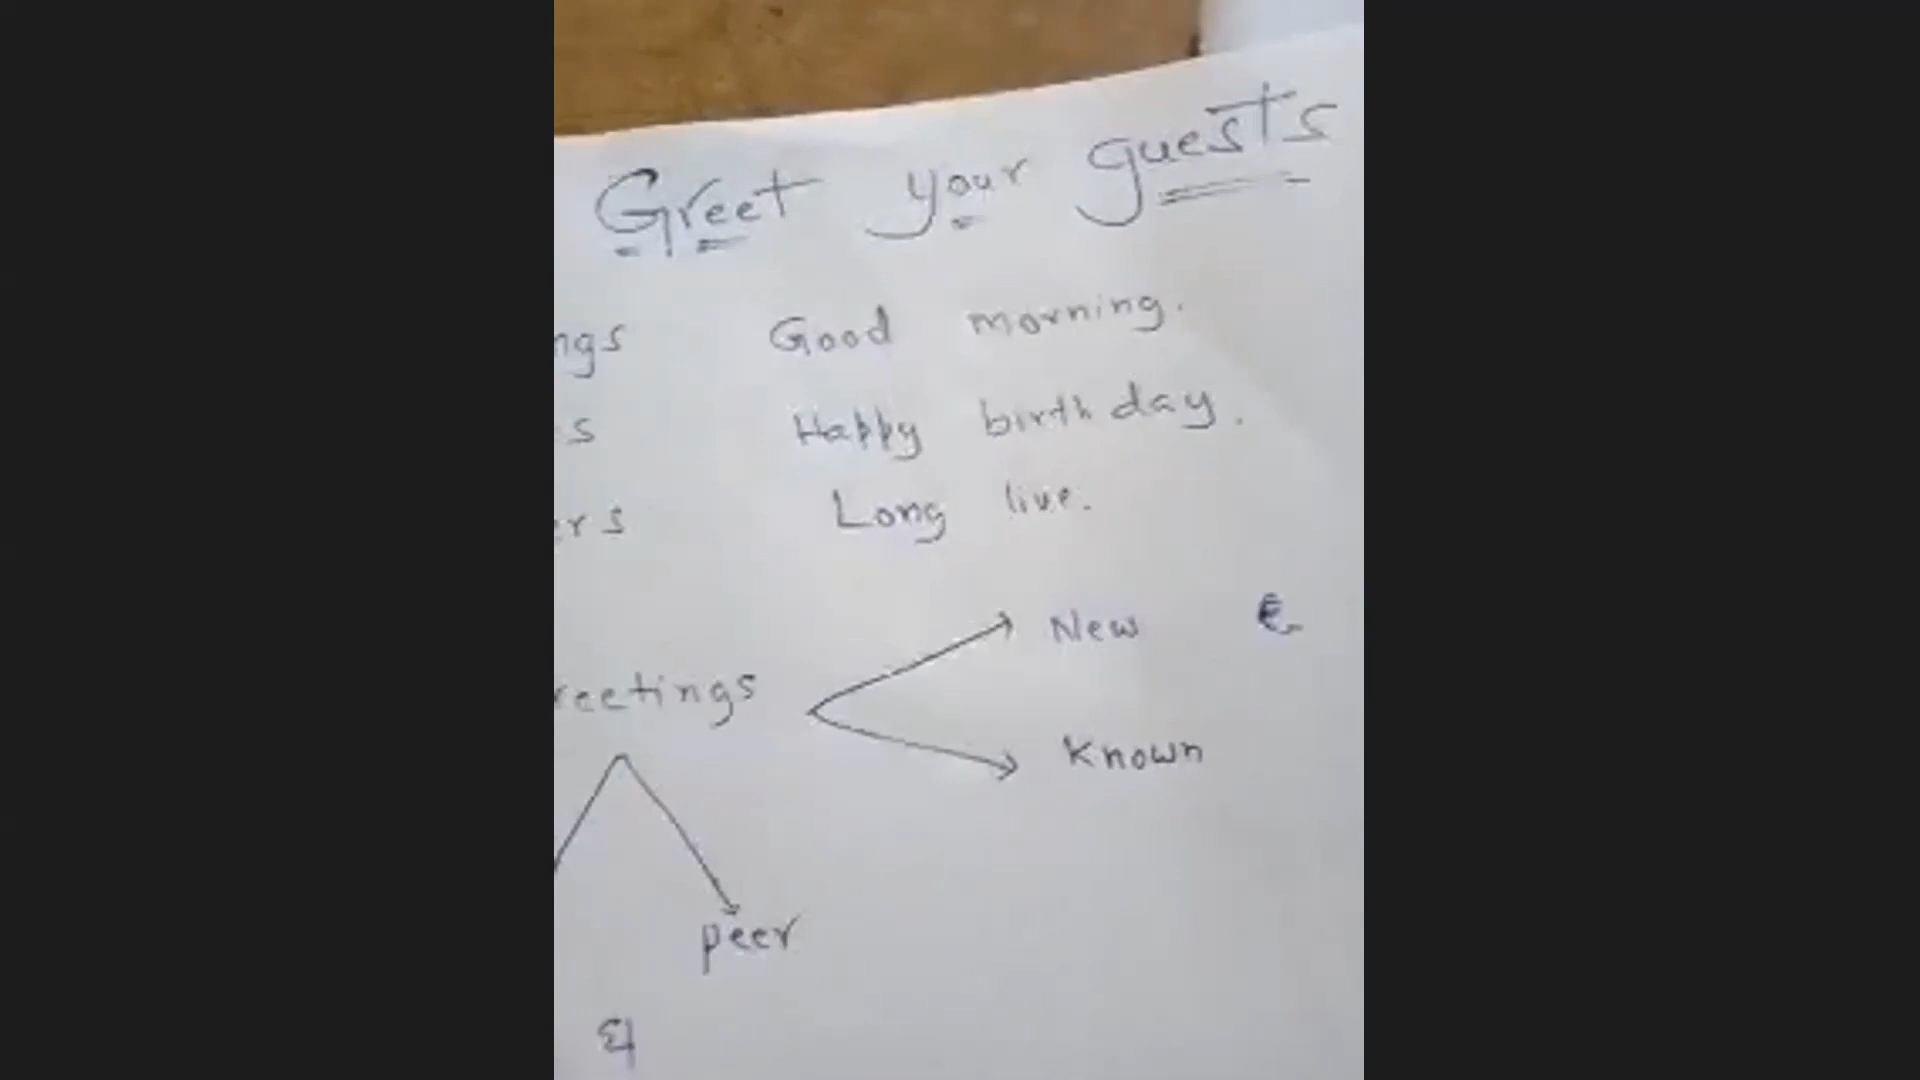 Greet your guests
ngs Good morning.
s Happy birthday.
ers Long live.
New
reetings
Known
peer
घ